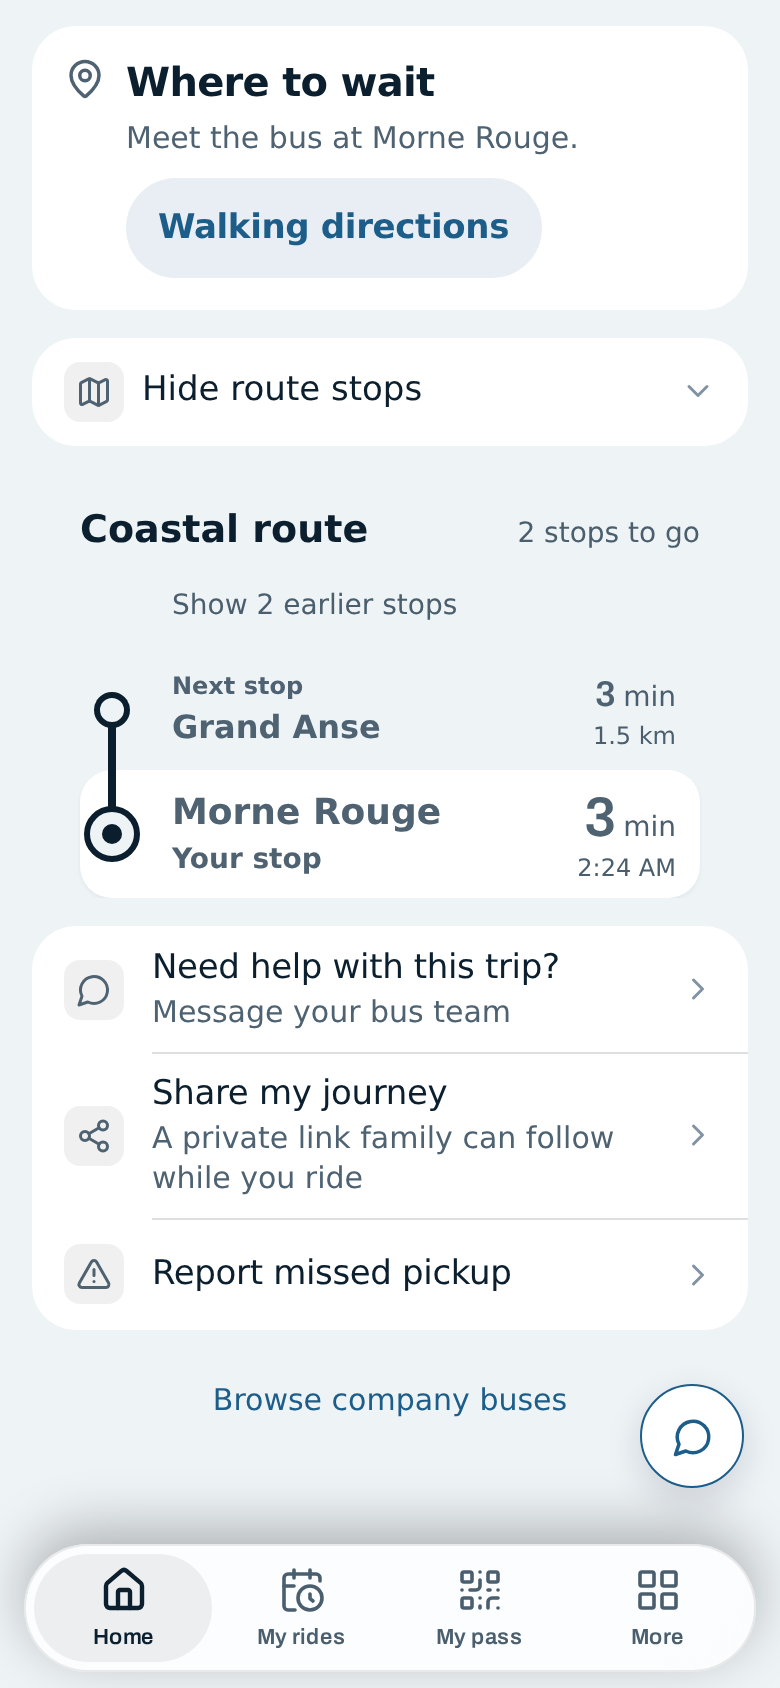 Where to wait
Meet the bus at Morne Rouge.
Walking directions
Hide route stops
Coastal route
2 stops to go
Show 2 earlier stops
Next stop
3 min
Grand Anse
1.5 km
Morne Rouge
3 min
Your stop
2:24 AM
Need help with this trip?
Message your bus team
Share my journey
A private link family can follow
while you ride
Report missed pickup
Browse company buses
Home
My rides
My pass
More